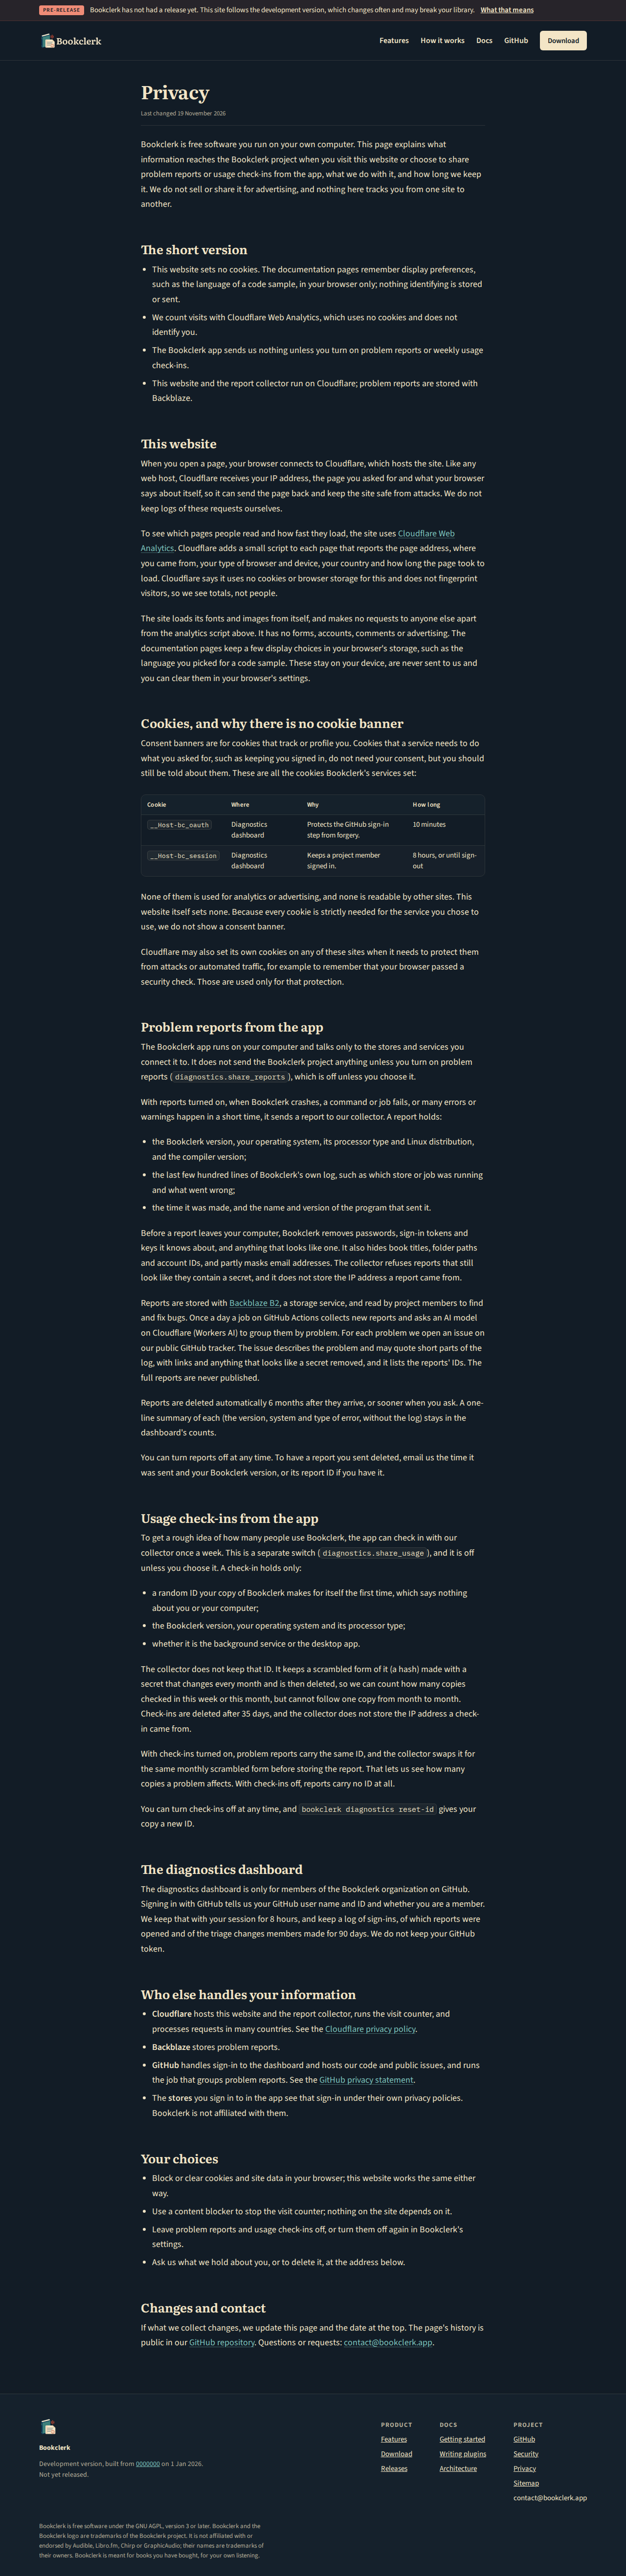 PRE-RELEASE Bookclerk has not had a release yet. This site follows the development version, which changes often and may break your library. What that means
Bookclerk Features How it works Docs GitHub Download
Privacy
Last changed 19 November 2026
Bookclerk is free software you run on your own computer. This page explains what
information reaches the Bookclerk project when you visit this website or choose to share
problem reports or usage check-ins from the app, what we do with it, and how long we keep
it. We do not sell or share it for advertising, and nothing here tracks you from one site to
another.
The short version
• This website sets no cookies. The documentation pages remember display preferences,
such as the language of a code sample, in your browser only; nothing identifying is stored
or sent.
• We count visits with Cloudflare Web Analytics, which uses no cookies and does not
identify you.
• The Bookclerk app sends us nothing unless you turn on problem reports or weekly usage
check-ins.
• This website and the report collector run on Cloudflare; problem reports are stored with
Backblaze.
This website
When you open a page, your browser connects to Cloudflare, which hosts the site. Like any
web host, Cloudflare receives your IP address, the page you asked for and what your browser
says about itself, so it can send the page back and keep the site safe from attacks. We do not
keep logs of these requests ourselves.
To see which pages people read and how fast they load, the site uses Cloudflare Web
Analytics. Cloudflare adds a small script to each page that reports the page address, where
you came from, your type of browser and device, your country and how long the page took to
load. Cloudflare says it uses no cookies or browser storage for this and does not fingerprint
visitors, so we see totals, not people.
The site loads its fonts and images from itself, and makes no requests to anyone else apart
from the analytics script above. It has no forms, accounts, comments or advertising. The
documentation pages keep a few display choices in your browser's storage, such as the
language you picked for a code sample. These stay on your device, are never sent to us and
you can clear them in your browser's settings.
Cookies, and why there is no cookie banner
Consent banners are for cookies that track or profile you. Cookies that a service needs to do
what you asked for, such as keeping you signed in, do not need your consent, but you should
still be told about them. These are all the cookies Bookclerk's services set:
Cookie Where Why How long
__Host-bc_oauth Diagnostics dashboard Protects the GitHub sign-in step from forgery. 10 minutes
__Host-bc_session Diagnostics dashboard Keeps a project member signed in. 8 hours, or until sign-out
None of them is used for analytics or advertising, and none is readable by other sites. This
website itself sets none. Because every cookie is strictly needed for the service you chose to
use, we do not show a consent banner.
Cloudflare may also set its own cookies on any of these sites when it needs to protect them
from attacks or automated traffic, for example to remember that your browser passed a
security check. Those are used only for that protection.
Problem reports from the app
The Bookclerk app runs on your computer and talks only to the stores and services you
connect it to. It does not send the Bookclerk project anything unless you turn on problem
reports (diagnostics.share_reports), which is off unless you choose it.
With reports turned on, when Bookclerk crashes, a command or job fails, or many errors or
warnings happen in a short time, it sends a report to our collector. A report holds:
• the Bookclerk version, your operating system, its processor type and Linux distribution,
and the compiler version;
• the last few hundred lines of Bookclerk's own log, such as which store or job was running
and what went wrong;
• the time it was made, and the name and version of the program that sent it.
Before a report leaves your computer, Bookclerk removes passwords, sign-in tokens and
keys it knows about, and anything that looks like one. It also hides book titles, folder paths
and account IDs, and partly masks email addresses. The collector refuses reports that still
look like they contain a secret, and it does not store the IP address a report came from.
Reports are stored with Backblaze B2, a storage service, and read by project members to find
and fix bugs. Once a day a job on GitHub Actions collects new reports and asks an AI model
on Cloudflare (Workers AI) to group them by problem. For each problem we open an issue on
our public GitHub tracker. The issue describes the problem and may quote short parts of the
log, with links and anything that looks like a secret removed, and it lists the reports' IDs. The
full reports are never published.
Reports are deleted automatically 6 months after they arrive, or sooner when you ask. A one-
line summary of each (the version, system and type of error, without the log) stays in the
dashboard's counts.
You can turn reports off at any time. To have a report you sent deleted, email us the time it
was sent and your Bookclerk version, or its report ID if you have it.
Usage check-ins from the app
To get a rough idea of how many people use Bookclerk, the app can check in with our
collector once a week. This is a separate switch (diagnostics.share_usage), and it is off
unless you choose it. A check-in holds only:
• a random ID your copy of Bookclerk makes for itself the first time, which says nothing
about you or your computer;
• the Bookclerk version, your operating system and its processor type;
• whether it is the background service or the desktop app.
The collector does not keep that ID. It keeps a scrambled form of it (a hash) made with a
secret that changes every month and is then deleted, so we can count how many copies
checked in this week or this month, but cannot follow one copy from month to month.
Check-ins are deleted after 35 days, and the collector does not store the IP address a check-
in came from.
With check-ins turned on, problem reports carry the same ID, and the collector swaps it for
the same monthly scrambled form before storing the report. That lets us see how many
copies a problem affects. With check-ins off, reports carry no ID at all.
You can turn check-ins off at any time, and bookclerk diagnostics reset-id gives your
copy a new ID.
The diagnostics dashboard
The diagnostics dashboard is only for members of the Bookclerk organization on GitHub.
Signing in with GitHub tells us your GitHub user name and ID and whether you are a member.
We keep that with your session for 8 hours, and keep a log of sign-ins, of which reports were
opened and of the triage changes members made for 90 days. We do not keep your GitHub
token.
Who else handles your information
• Cloudflare hosts this website and the report collector, runs the visit counter, and
processes requests in many countries. See the Cloudflare privacy policy.
• Backblaze stores problem reports.
• GitHub handles sign-in to the dashboard and hosts our code and public issues, and runs
the job that groups problem reports. See the GitHub privacy statement.
• The stores you sign in to in the app see that sign-in under their own privacy policies.
Bookclerk is not affiliated with them.
Your choices
• Block or clear cookies and site data in your browser; this website works the same either
way.
• Use a content blocker to stop the visit counter; nothing on the site depends on it.
• Leave problem reports and usage check-ins off, or turn them off again in Bookclerk's
settings.
• Ask us what we hold about you, or to delete it, at the address below.
Changes and contact
If what we collect changes, we update this page and the date at the top. The page's history is
public in our GitHub repository. Questions or requests: contact@bookclerk.app.
Bookclerk
Development version, built from 0000000 on 1 Jan 2026.
Not yet released.
PRODUCT
Features
Download
Releases
DOCS
Getting started
Writing plugins
Architecture
PROJECT
GitHub
Security
Privacy
Sitemap
contact@bookclerk.app
Bookclerk is free software under the GNU AGPL, version 3 or later. Bookclerk and the
Bookclerk logo are trademarks of the Bookclerk project. It is not affiliated with or
endorsed by Audible, Libro.fm, Chirp or GraphicAudio; their names are trademarks of
their owners. Bookclerk is meant for books you have bought, for your own listening.